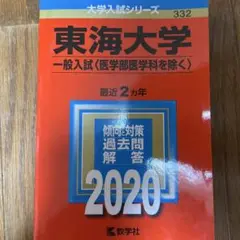 大学入試シリーズ
332
東海大学
一般入試〈医学部医学科を除く〉
最近2カ年
傾向と対策
過去問
解答
2020
数学社